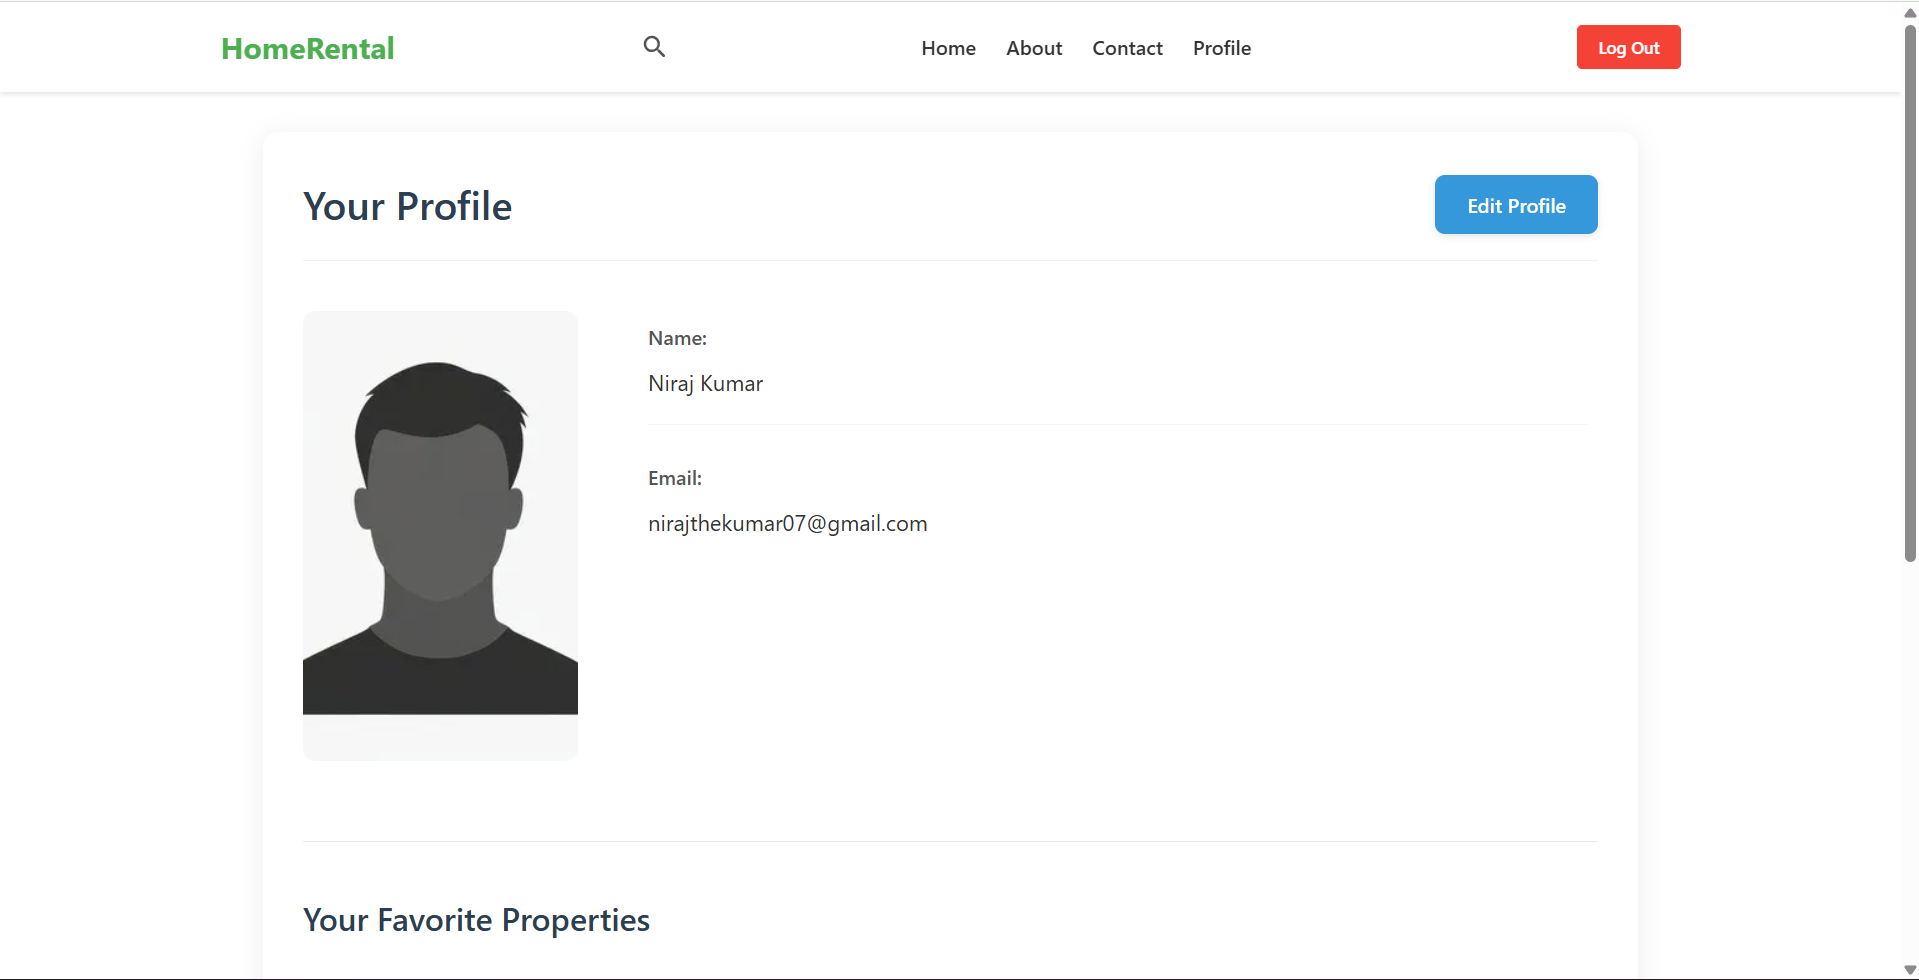 HomeRental
Home About Contact Profile
Log Out
Your Profile
Edit Profile
Name:
Niraj Kumar
Email:
nirajthekumar07@gmail.com
Your Favorite Properties